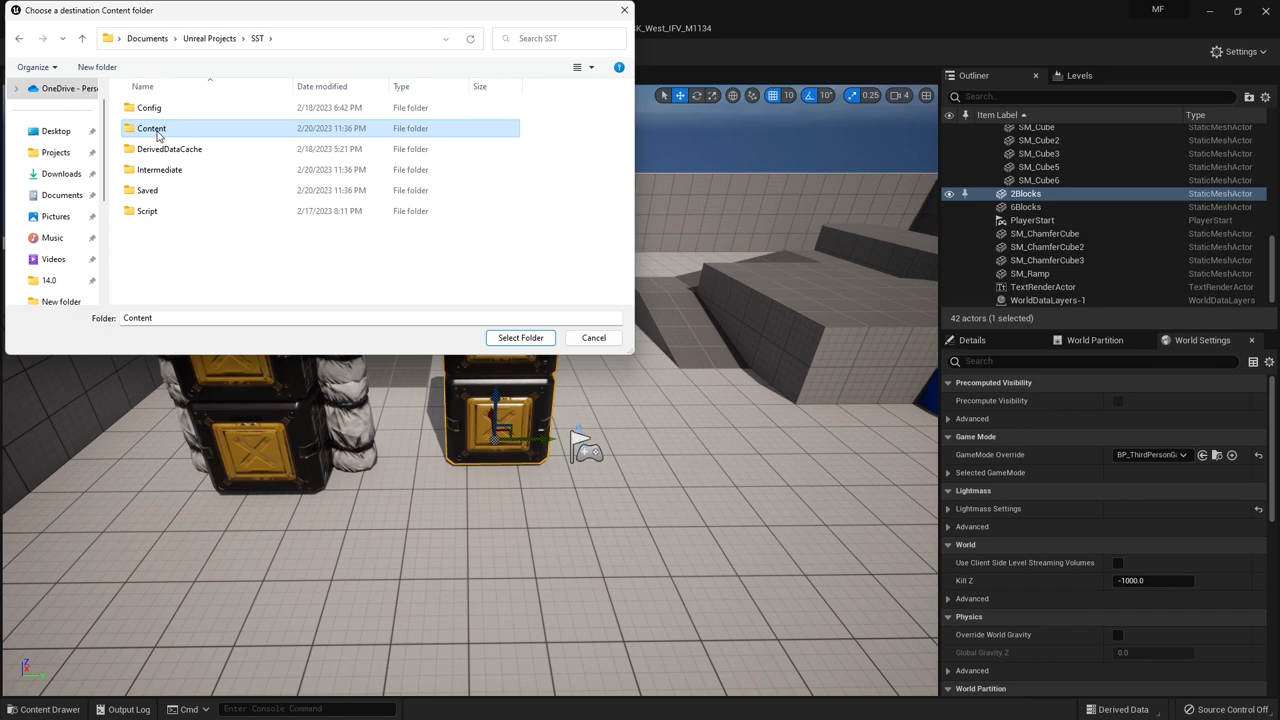 Choose a destination Content folder
MF
SK_West_IFV_M1134
Documents > Unreal Projects > SST >
Search SST
Organize
New folder
Settings
Outliner
Levels
Search...
Item Label
Type
OneDrive - Perso
Desktop
Projects
Downloads
Documents
Pictures
Music
Videos
14.0
New folder
Name
Date modified
Type
Size
Config
2/18/2023 6:42 PM
File folder
Content
2/20/2023 11:36 PM
File folder
DerivedDataCache
2/18/2023 5:21 PM
File folder
Intermediate
2/20/2023 11:36 PM
File folder
Saved
2/20/2023 11:36 PM
File folder
Script
2/17/2023 8:11 PM
File folder
Folder:
Content
Select Folder
Cancel
10
10°
0.25
4
SM_Cube
StaticMeshActor
SM_Cube2
StaticMeshActor
SM_Cube3
StaticMeshActor
SM_Cube5
StaticMeshActor
SM_Cube6
StaticMeshActor
2Blocks
StaticMeshActor
6Blocks
StaticMeshActor
PlayerStart
PlayerStart
SM_ChamferCube
StaticMeshActor
SM_ChamferCube2
StaticMeshActor
SM_ChamferCube3
StaticMeshActor
SM_Ramp
StaticMeshActor
TextRenderActor
TextRenderActor
WorldDataLayers-1
WorldDataLayers
42 actors (1 selected)
Details
World Partition
World Settings
Search
Precomputed Visibility
Precompute Visibility
Advanced
Game Mode
GameMode Override
BP_ThirdPersonGa
Selected GameMode
Lightmass
Lightmass Settings
Advanced
World
Use Client Side Level Streaming Volumes
Kill Z
-1000.0
Advanced
Physics
Override World Gravity
Global Gravity Z
0.0
Advanced
World Partition
Z
X
Y
Content Drawer
Output Log
Cmd
Enter Console Command
Derived Data
Source Control Off